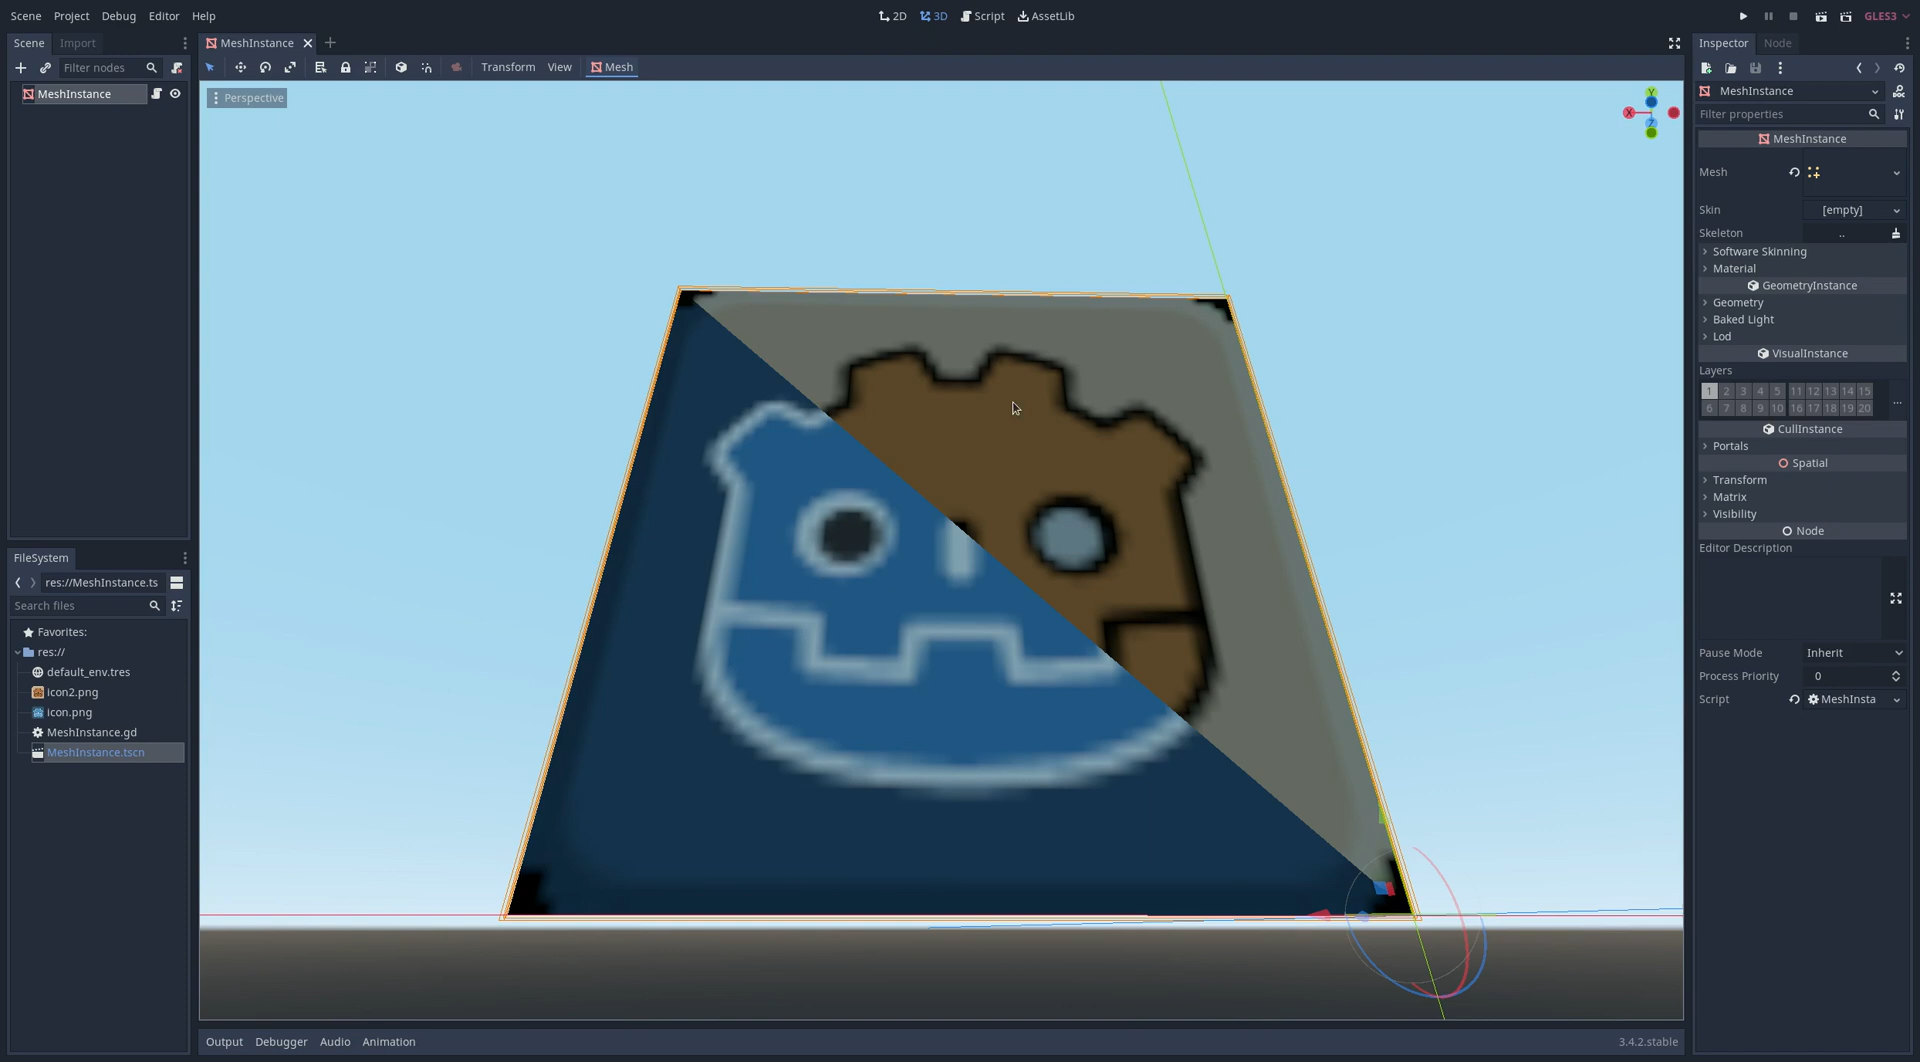 Scene Project Debug Editor Help
2D 3D Script AssetLib
GLES3
Scene Import
MeshInstance
Inspector Node
Filter nodes
Transform View Mesh
MeshInstance
Perspective
Y
X
Z
MeshInstance
Filter properties
MeshInstance
Mesh
Skin [empty]
Skeleton ..
Software Skinning
Material
GeometryInstance
Geometry
Baked Light
Lod
VisualInstance
Layers
1 2 3 4 5 11 12 13 14 15
6 7 8 9 10 16 17 18 19 20
...
CullInstance
Portals
Spatial
Transform
Matrix
Visibility
Node
Editor Description
Pause Mode Inherit
Process Priority 0
Script MeshInsta
FileSystem
res://MeshInstance.ts
Search files
Favorites:
res://
default_env.tres
icon2.png
icon.png
MeshInstance.gd
MeshInstance.tscn
Output Debugger Audio Animation
3.4.2.stable